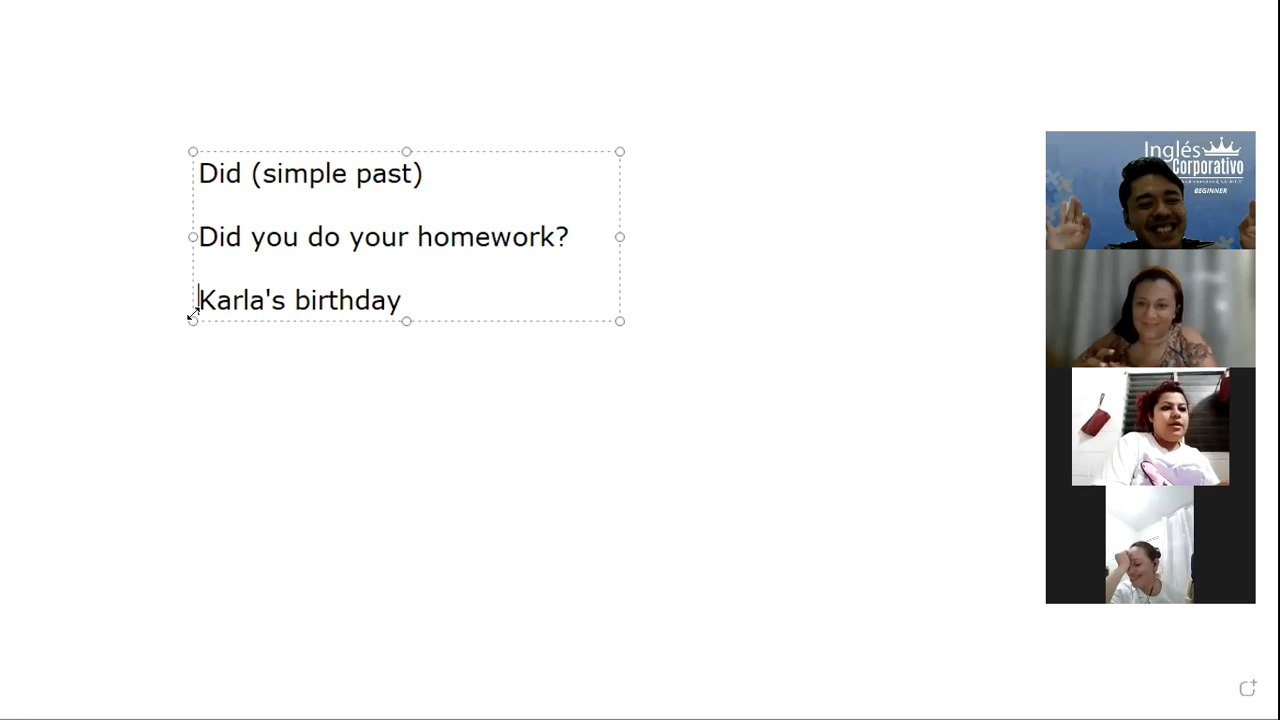 Did (simple past)
Did you do your homework?
Karla's birthday
Inglés
Corporativo
BEGINNER